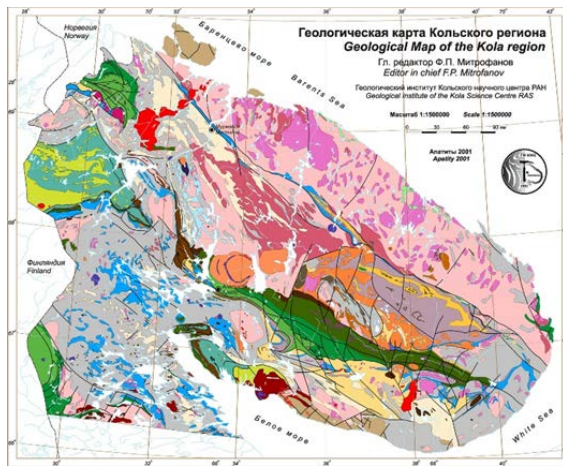 Геологическая карта Кольского региона
Geological Map of the Kola region
Гл. редактор Ф.П. Митрофанов
Editor in chief F.P. Mitrofanov
Геологический институт Кольского научного центра РАН
Geological Institute of the Kola Science Centre RAS
Масштаб 1:1500000 Scale 1:1500000
Апатиты 2001
Apatity 2001
Норвегия
Norway
Баренцево море
Barents Sea
Финляндия
Finland
Белое море
White Sea